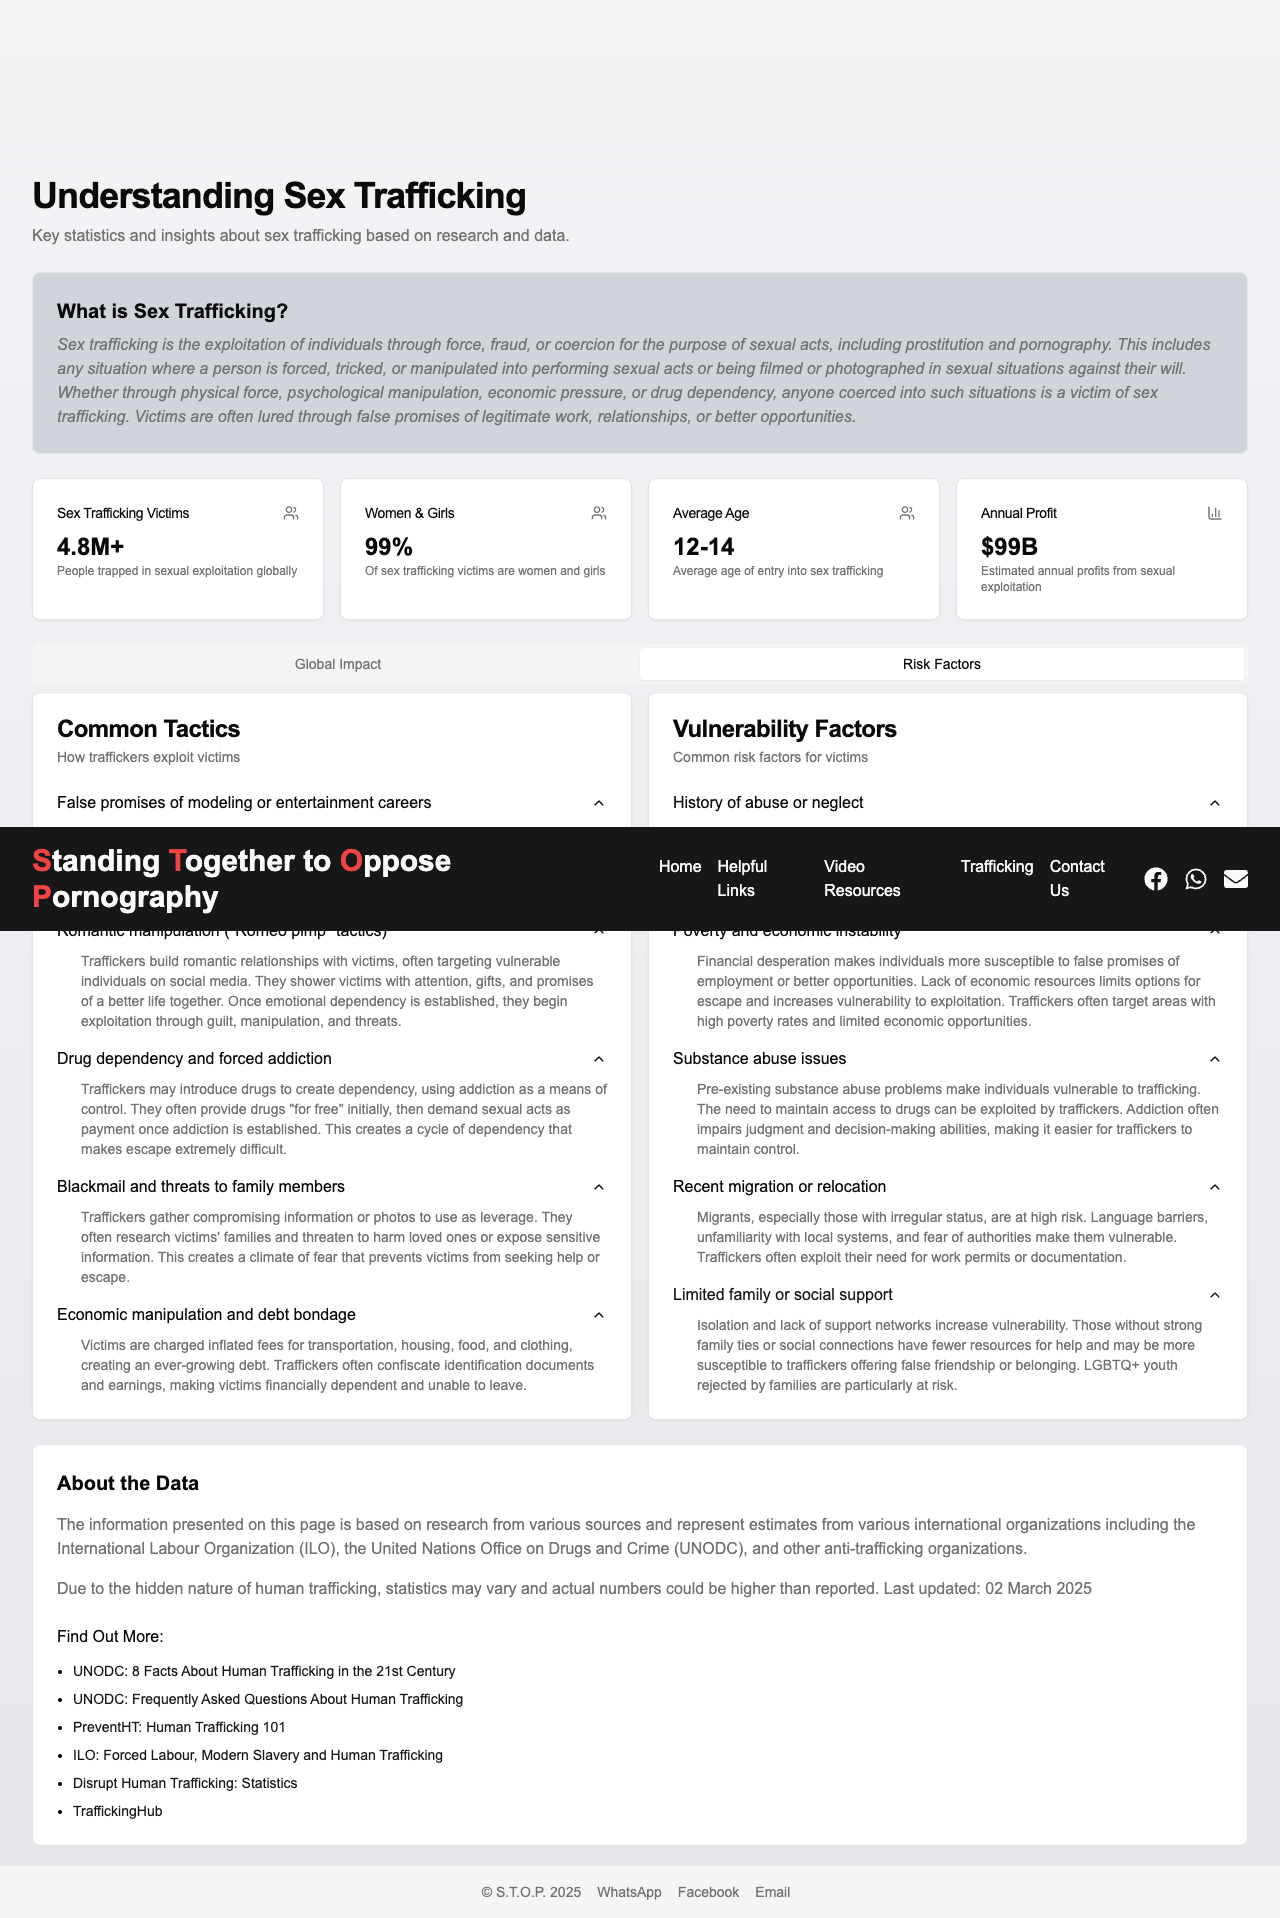 Understanding Sex Trafficking
Key statistics and insights about sex trafficking based on research and data.
What is Sex Trafficking?
Sex trafficking is the exploitation of individuals through force, fraud, or coercion for the purpose of sexual acts, including prostitution and pornography. This includes
any situation where a person is forced, tricked, or manipulated into performing sexual acts or being filmed or photographed in sexual situations against their will.
Whether through physical force, psychological manipulation, economic pressure, or drug dependency, anyone coerced into such situations is a victim of sex
trafficking. Victims are often lured through false promises of legitimate work, relationships, or better opportunities.
Sex Trafficking Victims
4.8M+
People trapped in sexual exploitation globally
Women & Girls
99%
Of sex trafficking victims are women and girls
Average Age
12-14
Average age of entry into sex trafficking
Annual Profit
$99B
Estimated annual profits from sexual
exploitation
Global Impact
Risk Factors
Common Tactics
How traffickers exploit victims
False promises of modeling or entertainment careers
Vulnerability Factors
Common risk factors for victims
History of abuse or neglect
Standing Together to Oppose
Pornography
Home
Helpful
Links
Video
Resources
Trafficking
Contact
Us
Romantic manipulation ("Romeo pimp" tactics)
Traffickers build romantic relationships with victims, often targeting vulnerable
individuals on social media. They shower victims with attention, gifts, and promises
of a better life together. Once emotional dependency is established, they begin
exploitation through guilt, manipulation, and threats.
Drug dependency and forced addiction
Traffickers may introduce drugs to create dependency, using addiction as a means of
control. They often provide drugs "for free" initially, then demand sexual acts as
payment once addiction is established. This creates a cycle of dependency that
makes escape extremely difficult.
Blackmail and threats to family members
Traffickers gather compromising information or photos to use as leverage. They
often research victims' families and threaten to harm loved ones or expose sensitive
information. This creates a climate of fear that prevents victims from seeking help or
escape.
Economic manipulation and debt bondage
Victims are charged inflated fees for transportation, housing, food, and clothing,
creating an ever-growing debt. Traffickers often confiscate identification documents
and earnings, making victims financially dependent and unable to leave.
Poverty and economic instability
Financial desperation makes individuals more susceptible to false promises of
employment or better opportunities. Lack of economic resources limits options for
escape and increases vulnerability to exploitation. Traffickers often target areas with
high poverty rates and limited economic opportunities.
Substance abuse issues
Pre-existing substance abuse problems make individuals vulnerable to trafficking.
The need to maintain access to drugs can be exploited by traffickers. Addiction often
impairs judgment and decision-making abilities, making it easier for traffickers to
maintain control.
Recent migration or relocation
Migrants, especially those with irregular status, are at high risk. Language barriers,
unfamiliarity with local systems, and fear of authorities make them vulnerable.
Traffickers often exploit their need for work permits or documentation.
Limited family or social support
Isolation and lack of support networks increase vulnerability. Those without strong
family ties or social connections have fewer resources for help and may be more
susceptible to traffickers offering false friendship or belonging. LGBTQ+ youth
rejected by families are particularly at risk.
About the Data
The information presented on this page is based on research from various sources and represent estimates from various international organizations including the
International Labour Organization (ILO), the United Nations Office on Drugs and Crime (UNODC), and other anti-trafficking organizations.
Due to the hidden nature of human trafficking, statistics may vary and actual numbers could be higher than reported. Last updated: 02 March 2025
Find Out More:
• UNODC: 8 Facts About Human Trafficking in the 21st Century
• UNODC: Frequently Asked Questions About Human Trafficking
• PreventHT: Human Trafficking 101
• ILO: Forced Labour, Modern Slavery and Human Trafficking
• Disrupt Human Trafficking: Statistics
• TraffickingHub
© S.T.O.P. 2025 WhatsApp Facebook Email